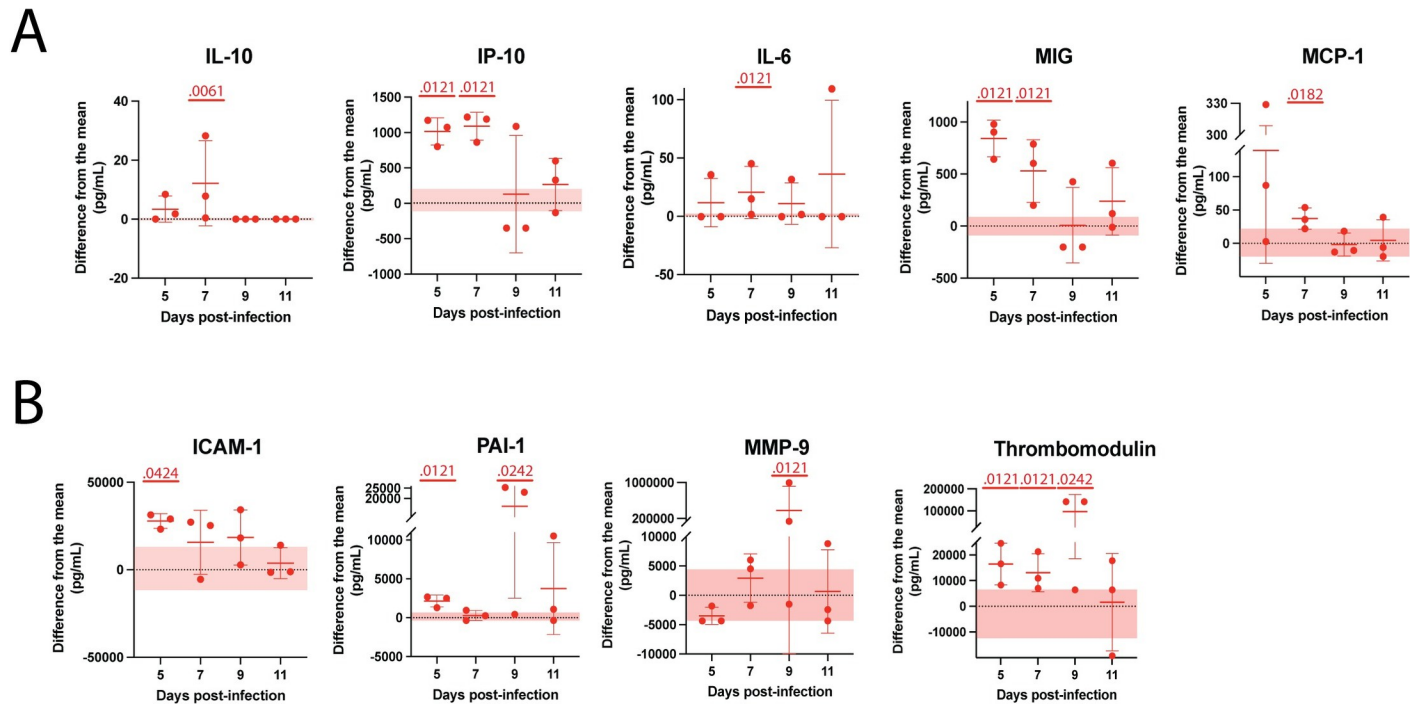 A
IL-10
IP-10
IL-6
MIG
MCP-1
.0061
.0121 .0121
.0121
.0121 .0121
.0182
Difference from the mean
(pg/mL)
40
20
0
-20
5 7 9 11
Days post-infection
Difference from the mean
(pg/mL)
1500
1000
500
0
-500
-1000
5 7 9 11
Days post-infection
Difference from the mean
(pg/mL)
100
50
0
-50
5 7 9 11
Days post-infection
Difference from the mean
(pg/mL)
1000
500
0
-500
5 7 9 11
Days post-infection
Difference from the mean
(pg/mL)
330
300
100
50
0
5 7 9 11
Days post-infection
B
ICAM-1
PAI-1
MMP-9
Thrombomodulin
.0424
.0121 .0242
.0121
.0121 .0121 .0242
Difference from the mean
(pg/mL)
50000
0
-50000
5 7 9 11
Days post-infection
Difference from the mean
(pg/mL)
25000
20000
10000
5000
0
-5000
5 7 9 11
Days post-infection
Difference from the mean
(pg/mL)
1000000
200000
10000
5000
0
-5000
-10000
5 7 9 11
Days post-infection
Difference from the mean
(pg/mL)
200000
100000
20000
10000
0
-10000
5 7 9 11
Days post-infection